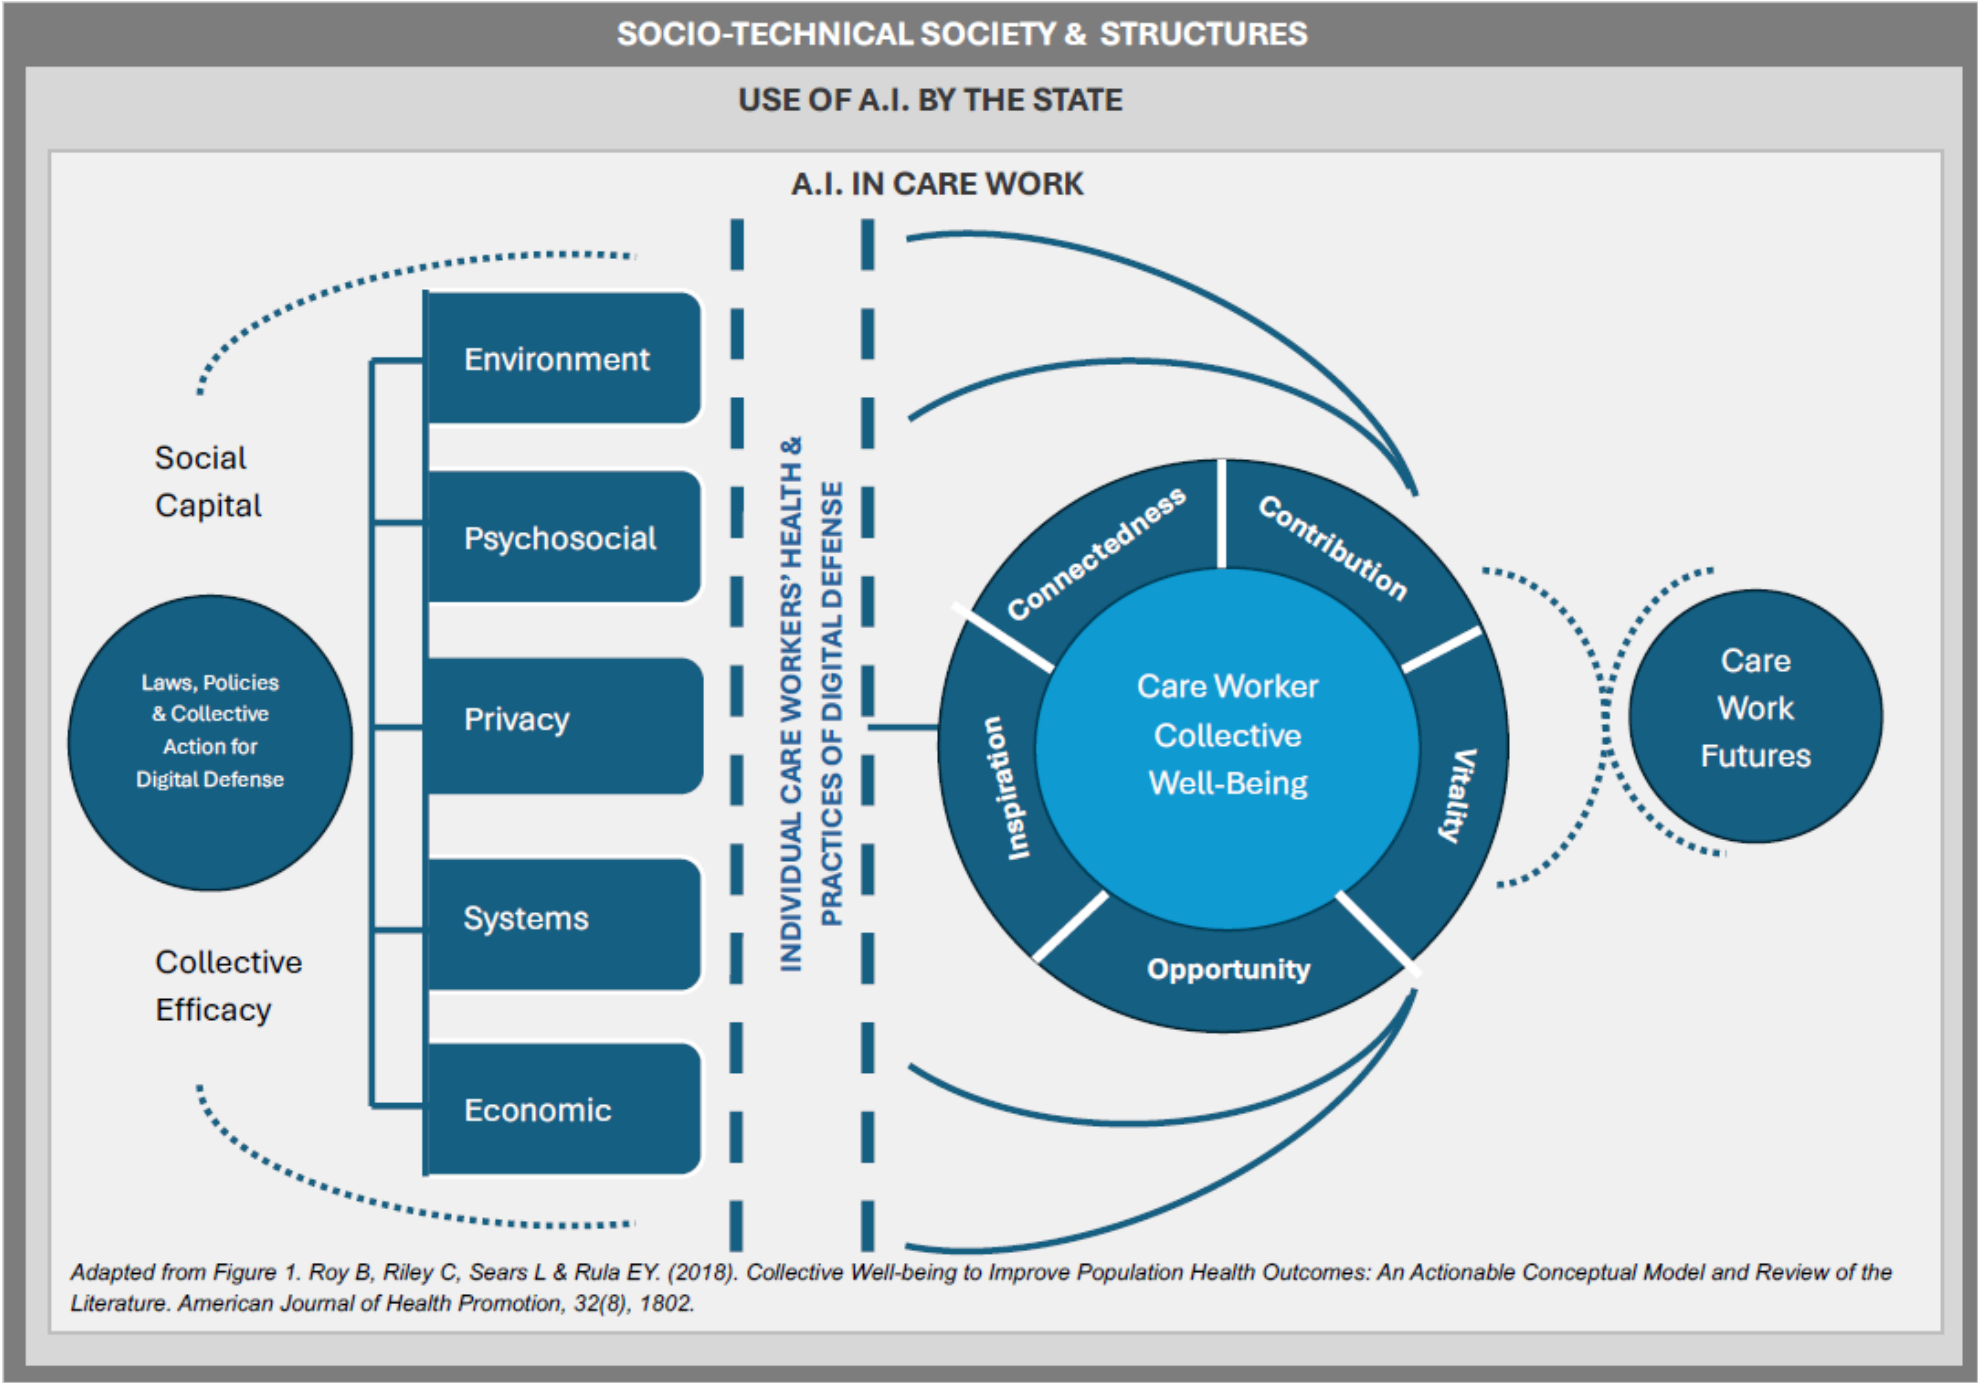 SOCIO-TECHNICAL SOCIETY & STRUCTURES
USE OF A.I. BY THE STATE
A.I. IN CARE WORK
Social
Capital
Laws, Policies
& Collective
Action for
Digital Defense
Collective
Efficacy
Environment
Psychosocial
Privacy
Systems
Economic
INDIVIDUAL CARE WORKERS' HEALTH &
PRACTICES OF DIGITAL DEFENSE
Connectedness
Contribution
Vitality
Opportunity
Inspiration
Care Worker
Collective
Well-Being
Care
Work
Futures
Adapted from Figure 1. Roy B, Riley C, Sears L & Rula EY. (2018). Collective Well-being to Improve Population Health Outcomes: An Actionable Conceptual Model and Review of the
Literature. American Journal of Health Promotion, 32(8), 1802.